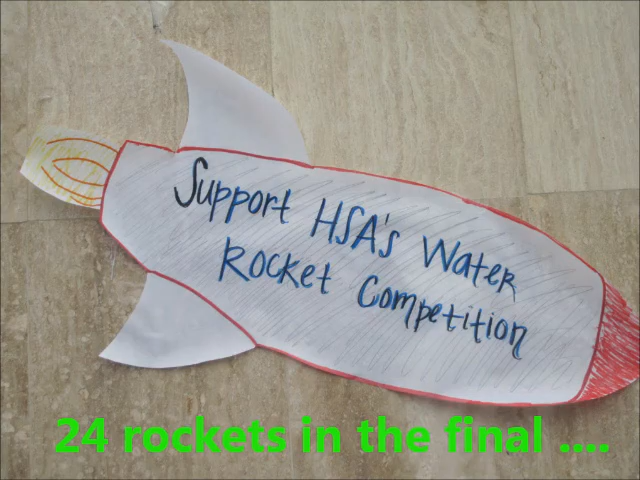 Support HSA's Water
Rocket Competition
24 rockets in the final ....